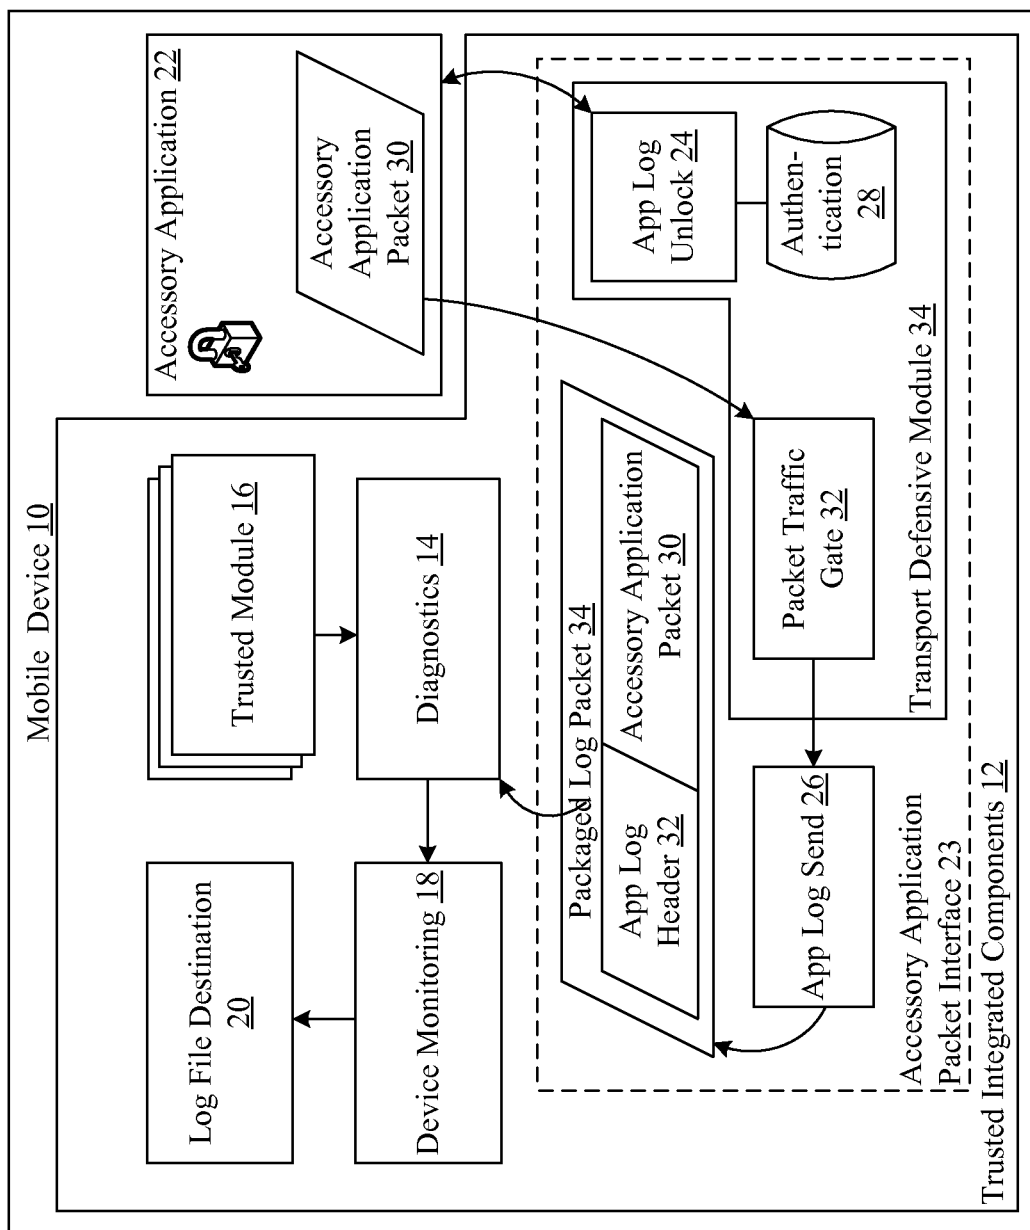 Mobile Device 10
Log File Destination
20
Trusted Module 16
Accessory Application 22
Accessory
Application
Packet 30
Device Monitoring 18
Diagnostics 14
Packaged Log Packet 34
App Log
Header 32
Accessory Application
Packet 30
App Log
Unlock 24
App Log Send 26
Packet Traffic
Gate 32
Authen-
tication
28
Accessory Application
Packet Interface 23
Transport Defensive Module 34
Trusted Integrated Components 12